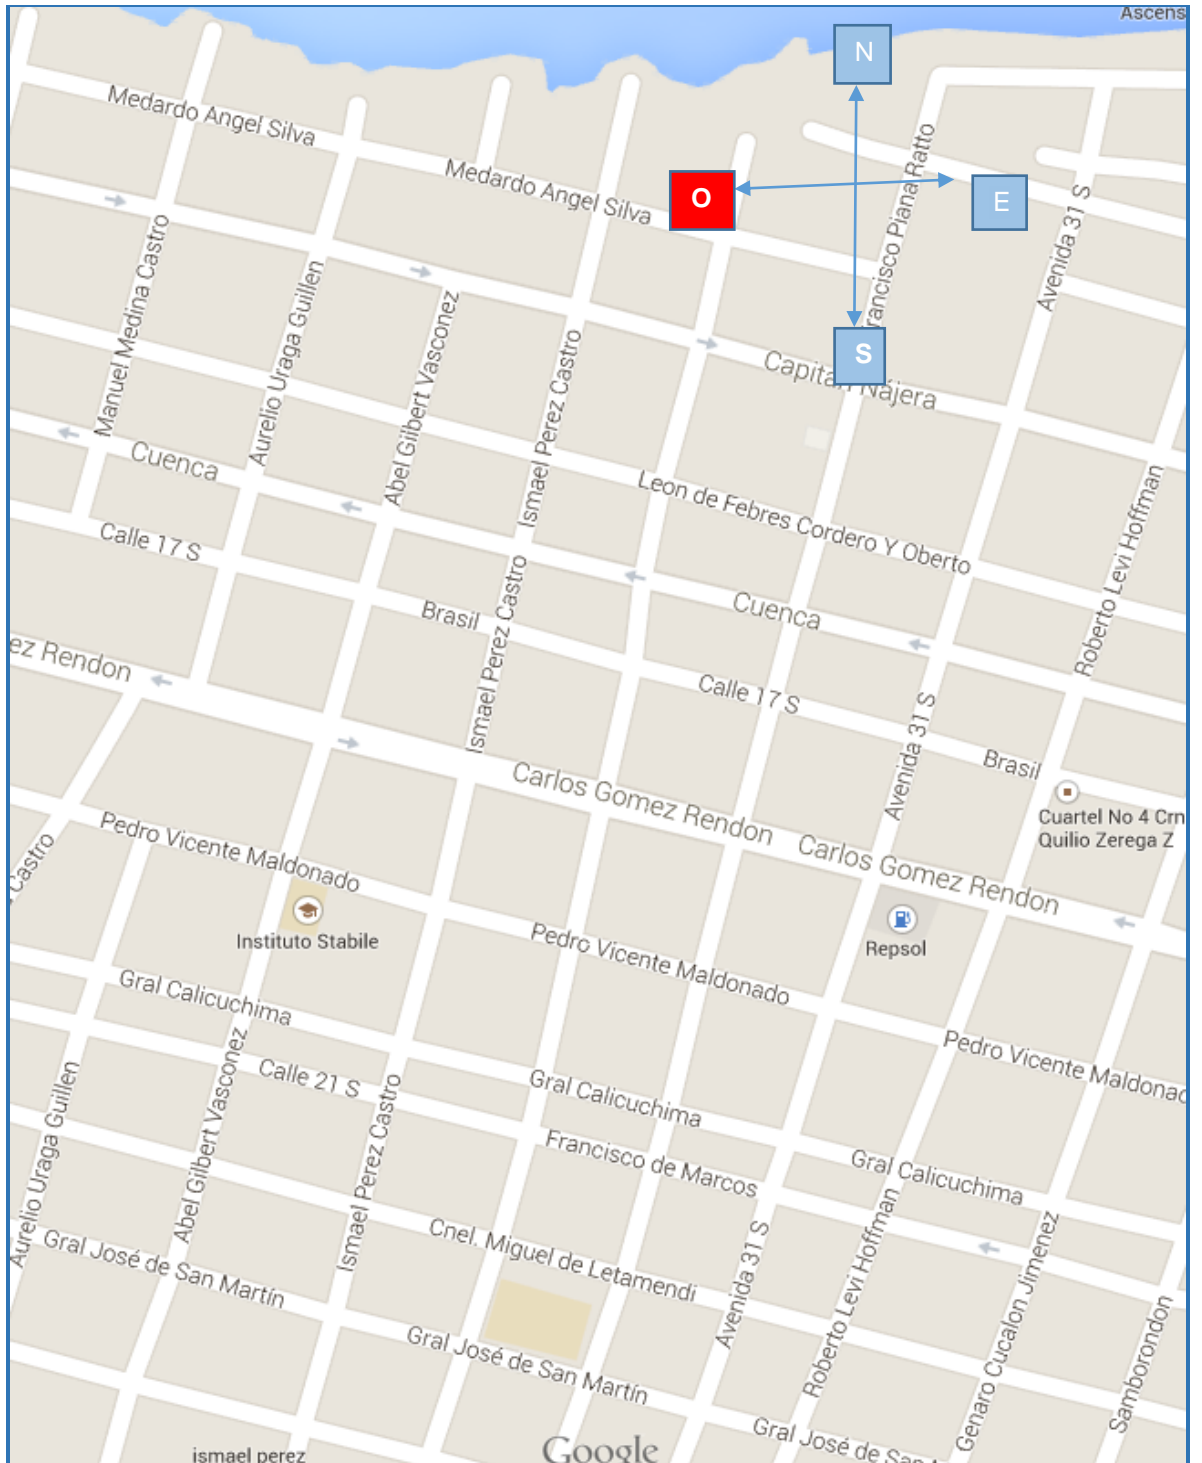 Ascens
N
Medardo Angel Silva
Medardo Angel Silva
O
E
Francisco Piana Ratto
Avenida 31 S
S
Capitan Nájera
Manuel Medina Castro
Aurelio Uraga Guillen
Abel Gilbert Vasconez
Ismael Perez Castro
Cuenca
Leon de Febres Cordero Y Oberto
Roberto Levi Hoffman
Calle 17 S
Brasil
Ismael Perez Castro
Cuenca
ez Rendon
Calle 17 S
Avenida 31 S
Brasil
Carlos Gomez Rendon
Cuartel No 4 Crn
Quilio Zerega Z
Carlos Gomez Rendon
Pedro Vicente Maldonado
Castro
Instituto Stabile
Repsol
Pedro Vicente Maldonado
Gral Calicuchima
Pedro Vicente Maldonad
Calle 21 S
Gral Calicuchima
Aurelio Uraga Guillen
Abel Gilbert Vasconez
Ismael Perez Castro
Francisco de Marcos
Gral Calicuchima
Cnel. Miguel de Letamendi
Avenida 31 S
Roberto Levi Hoffman
Genaro Cucalon Jimenez
Samborondon
Gral José de San Martín
Gral José de San Martín
Gral José de San
ismael perez
Google